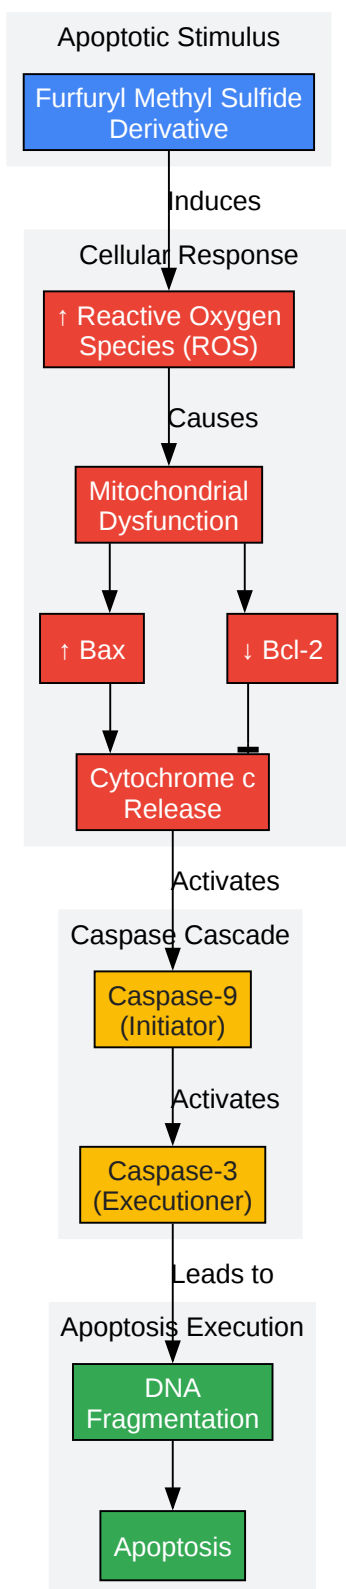 Apoptotic Stimulus
Furfuryl Methyl Sulfide
Derivative
Induces
Cellular Response
↑ Reactive Oxygen
Species (ROS)
Causes
Mitochondrial
Dysfunction
↑ Bax
↓ Bcl-2
Cytochrome c
Release
Activates
Caspase Cascade
Caspase-9
(Initiator)
Activates
Caspase-3
(Executioner)
Leads to
Apoptosis Execution
DNA
Fragmentation
Apoptosis